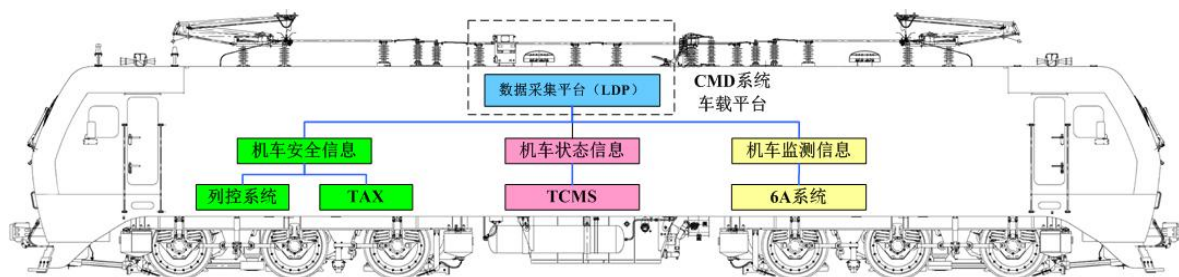 数据采集平台（LDP）
CMD系统
车载平台
机车安全信息
机车状态信息
机车监测信息
列控系统
TAX
TCMS
6A系统